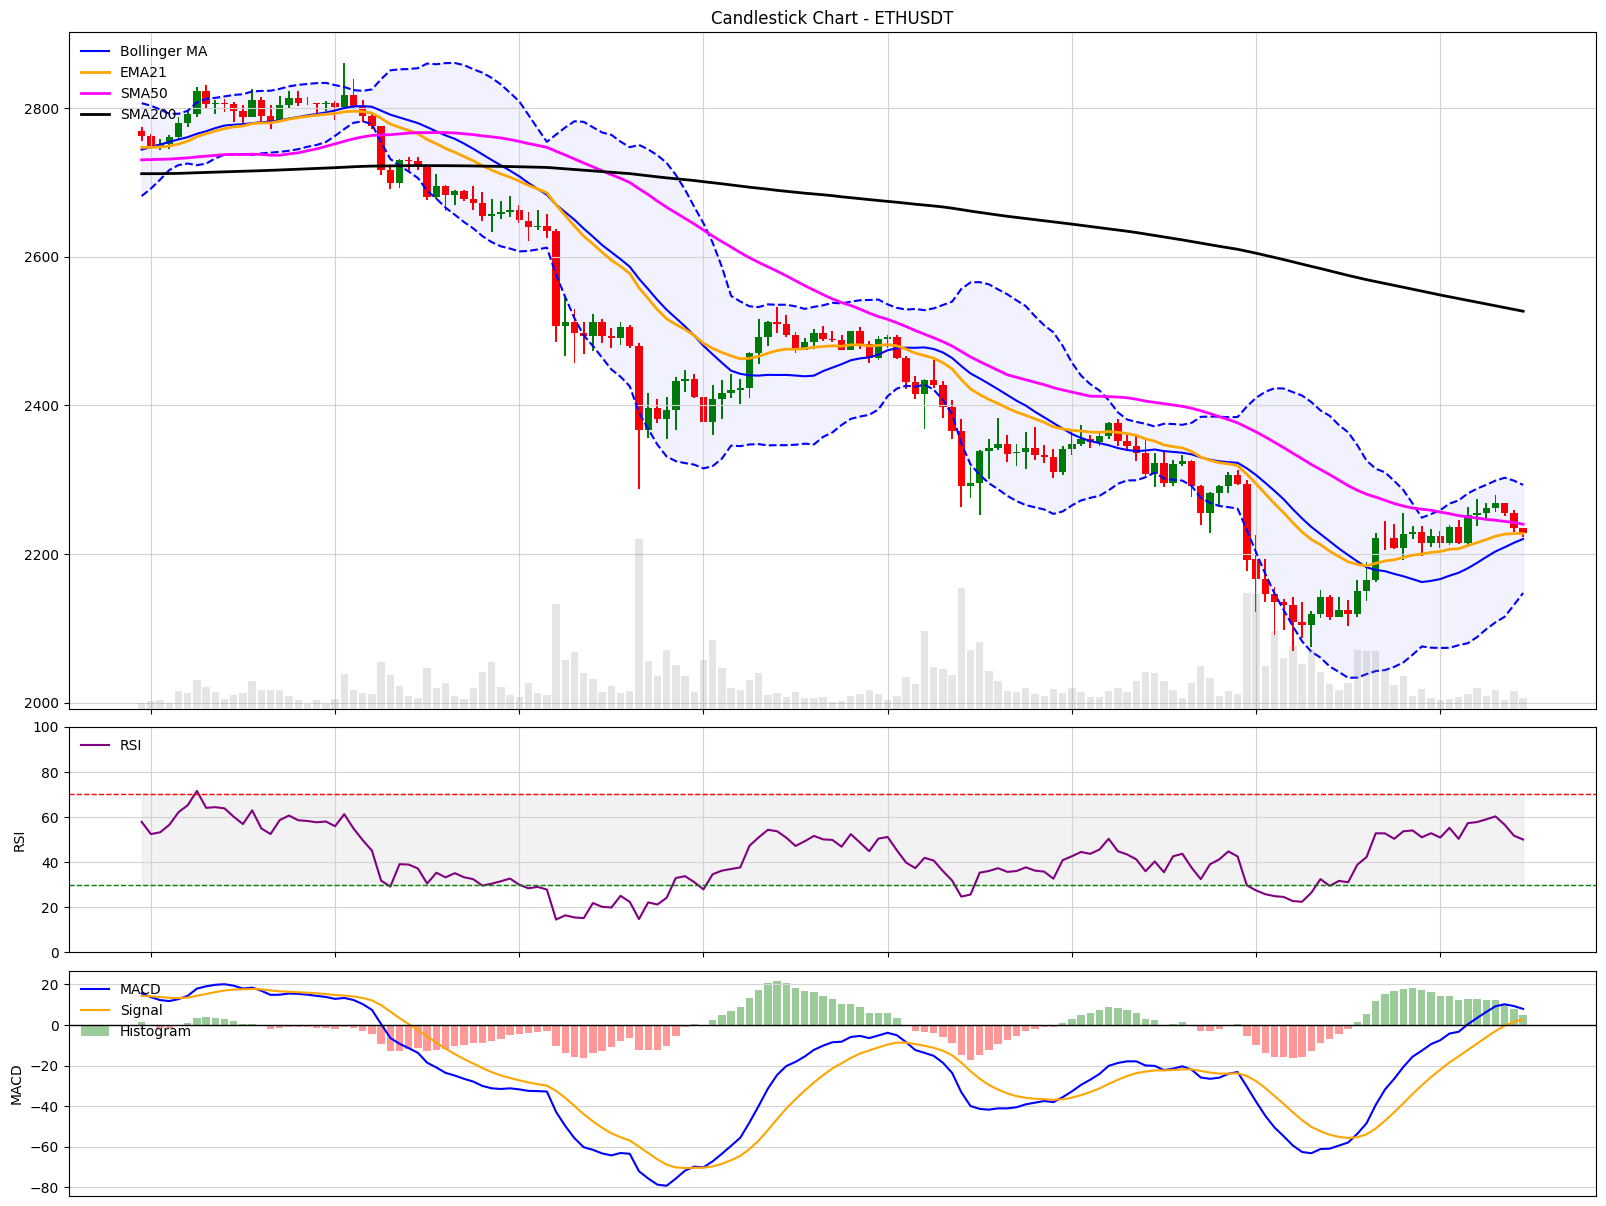 Candlestick Chart - ETHUSDT
Bollinger MA
EMA21
SMA50
SMA200
2800
2600
2400
2200
2000
RSI
100
80
60
40
20
0
RSI
MACD
Signal
Histogram
20
0
−20
−40
−60
−80
MACD